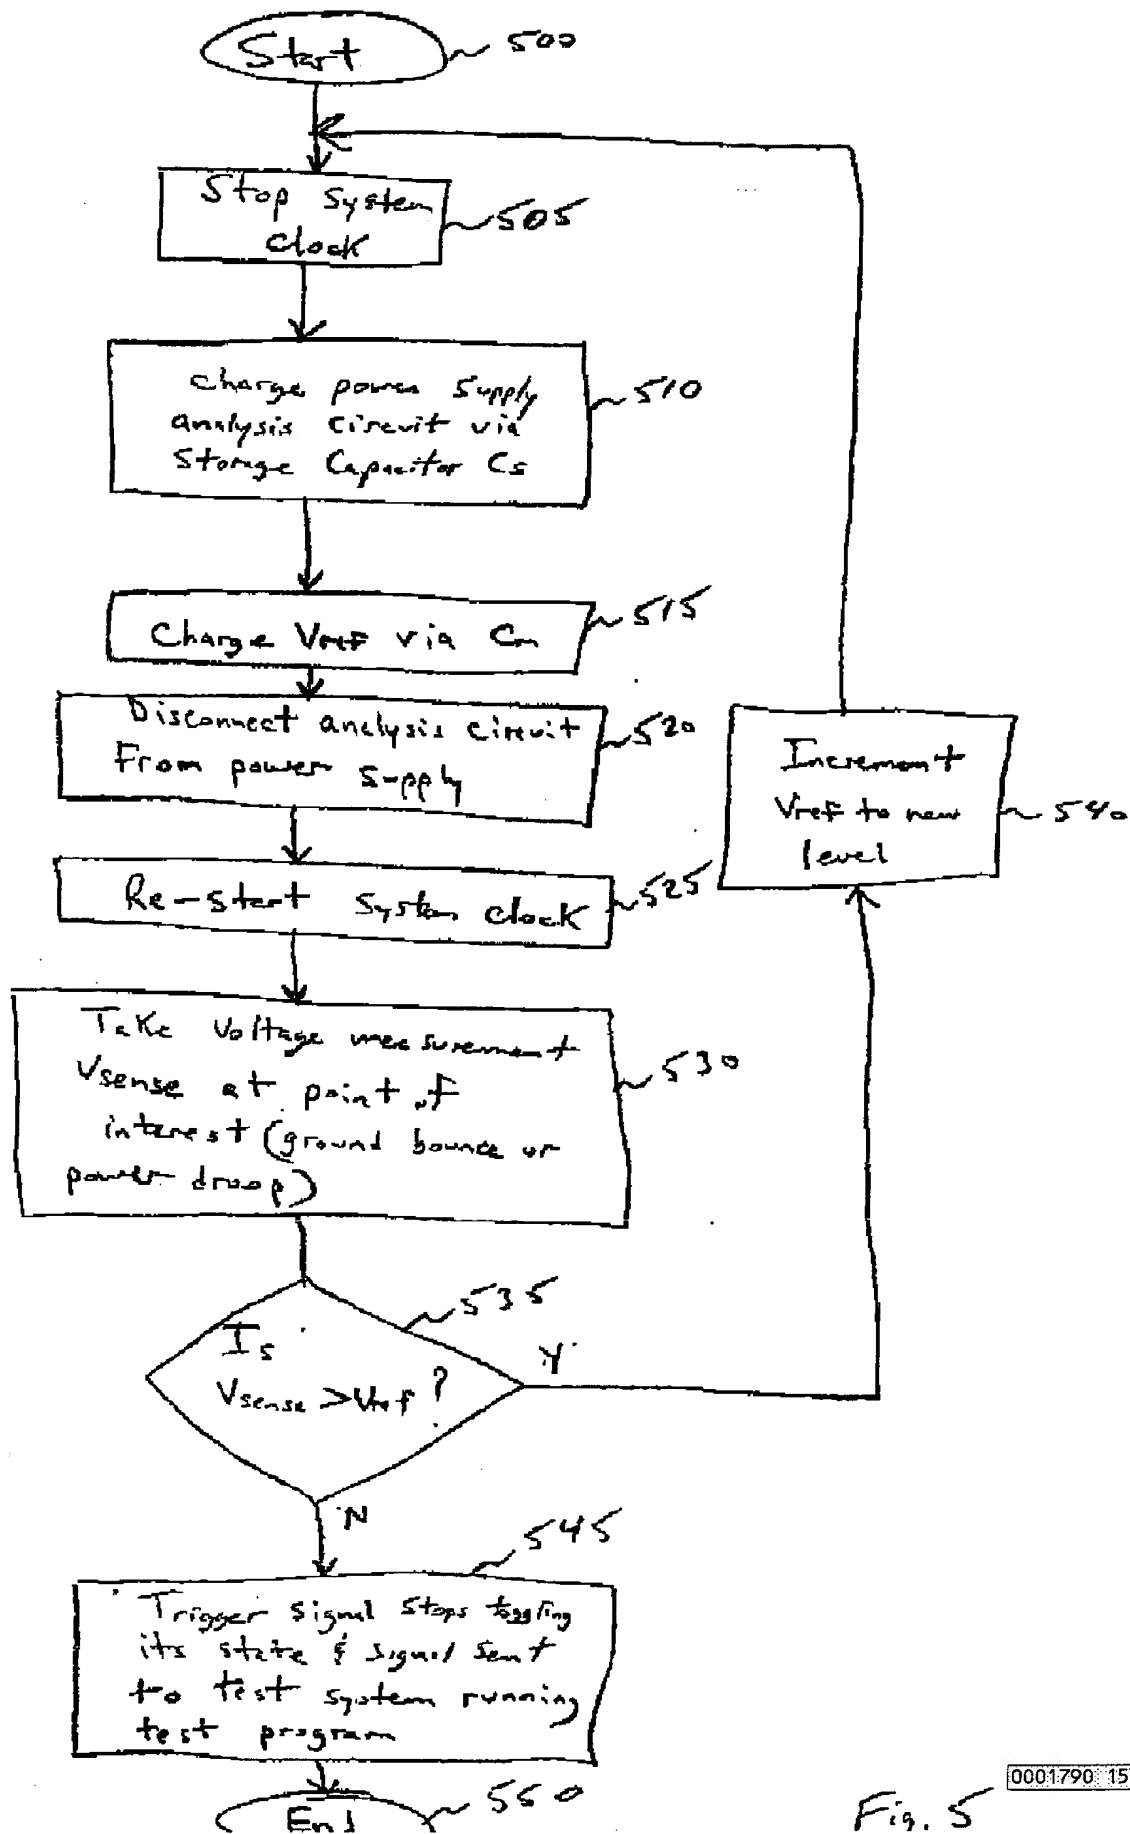 Start
500
Stop System
Clock
505
Charge power Supply
analysis circuit via
Storage Capacitor Cs
510
Charge Vref via Cm
515
Disconnect analysis circuit
From power supply
520
Re-start system clock
525
Take Voltage measurement
Vsense at point of
interest (ground bounce or
power droop)
530
Is
Vsense > Vref ?
535
Y
Increment
Vref to new
level
540
N
Trigger signal stops toggling
its state & signal sent
to test system running
test program
545
End
550
Fig. 5
0001790 15